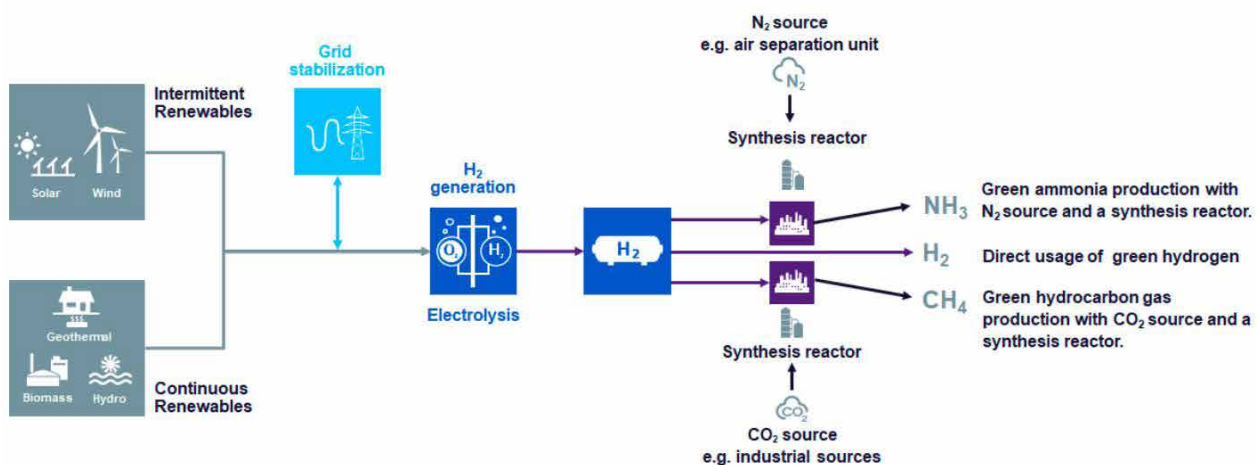 N₂ source
e.g. air separation unit
N₂
Grid
stabilization
Intermittent
Renewables
Solar
Wind
Synthesis reactor
H₂
generation
O₂
H₂
Electrolysis
H₂
NH₃
Green ammonia production with
N₂ source and a synthesis reactor.
H₂
Direct usage of green hydrogen
CH₄
Green hydrocarbon gas
production with CO₂ source and a
synthesis reactor.
Geothermal
Biomass
Hydro
Continuous
Renewables
Synthesis reactor
CO₂
CO₂ source
e.g. industrial sources